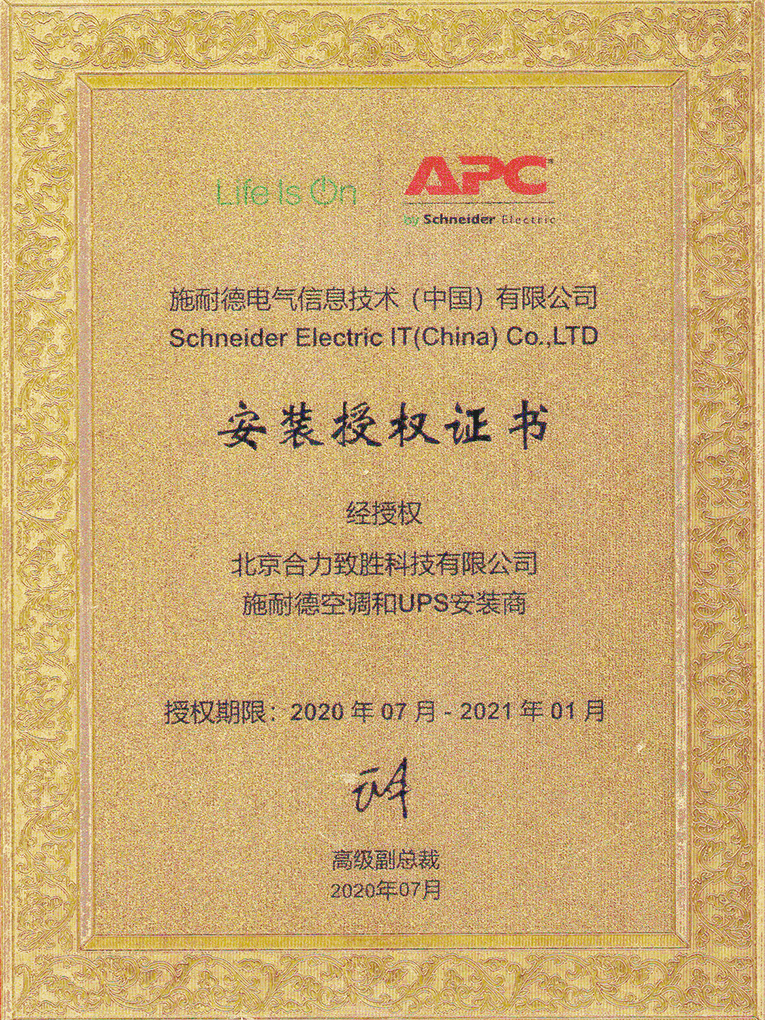 Life Is On
APC
by Schneider Electric
施耐德电气信息技术（中国）有限公司
Schneider Electric IT(China) Co.,LTD
安装授权证书
经授权
北京合力致胜科技有限公司
施耐德空调和UPS安装商
授权期限：2020 年 07 月 - 2021 年 01 月
高级副总裁
2020年07月